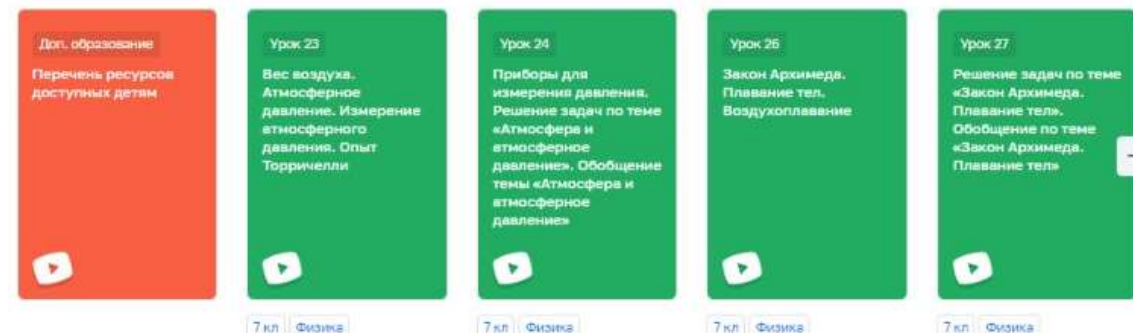 Доп. образование
Перечень ресурсов
доступных детям
Урок 23
Вес воздуха.
Атмосферное
давление. Измерение
атмосферного
давления. Опыт
Торричелли
7 кл Физика
Урок 24
Приборы для
измерения давления.
Решение задач по теме
«Атмосфера и
атмосферное
давление». Обобщение
темы «Атмосфера и
атмосферное
давление»
7 кл Физика
Урок 26
Закон Архимеда.
Плавание тел.
Воздухоплавание
7 кл Физика
Урок 27
Решение задач по теме
«Закон Архимеда.
Плавание тел».
Обобщение по теме
«Закон Архимеда.
Плавание тел»
7 кл Физика